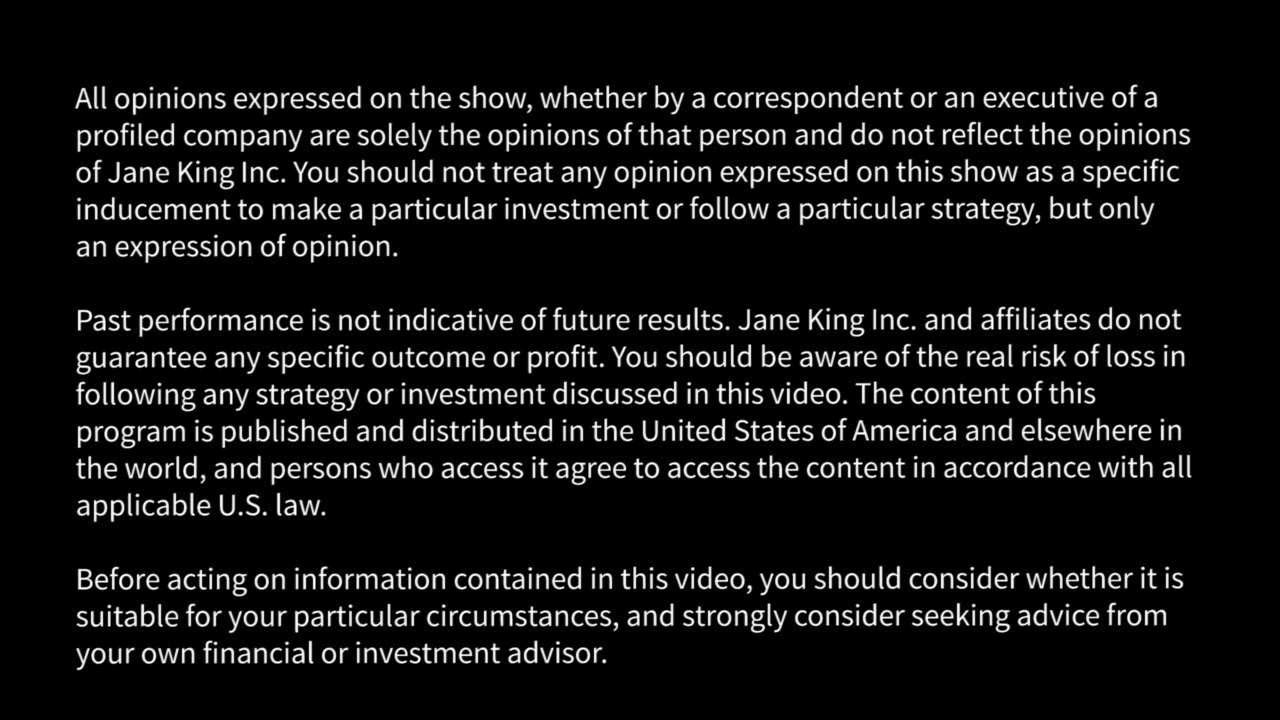 All opinions expressed on the show, whether by a correspondent or an executive of a
profiled company are solely the opinions of that person and do not reflect the opinions
of Jane King Inc. You should not treat any opinion expressed on this show as a specific
inducement to make a particular investment or follow a particular strategy, but only
an expression of opinion.
Past performance is not indicative of future results. Jane King Inc. and affiliates do not
guarantee any specific outcome or profit. You should be aware of the real risk of loss in
following any strategy or investment discussed in this video. The content of this
program is published and distributed in the United States of America and elsewhere in
the world, and persons who access it agree to access the content in accordance with all
applicable U.S. law.
Before acting on information contained in this video, you should consider whether it is
suitable for your particular circumstances, and strongly consider seeking advice from
your own financial or investment advisor.